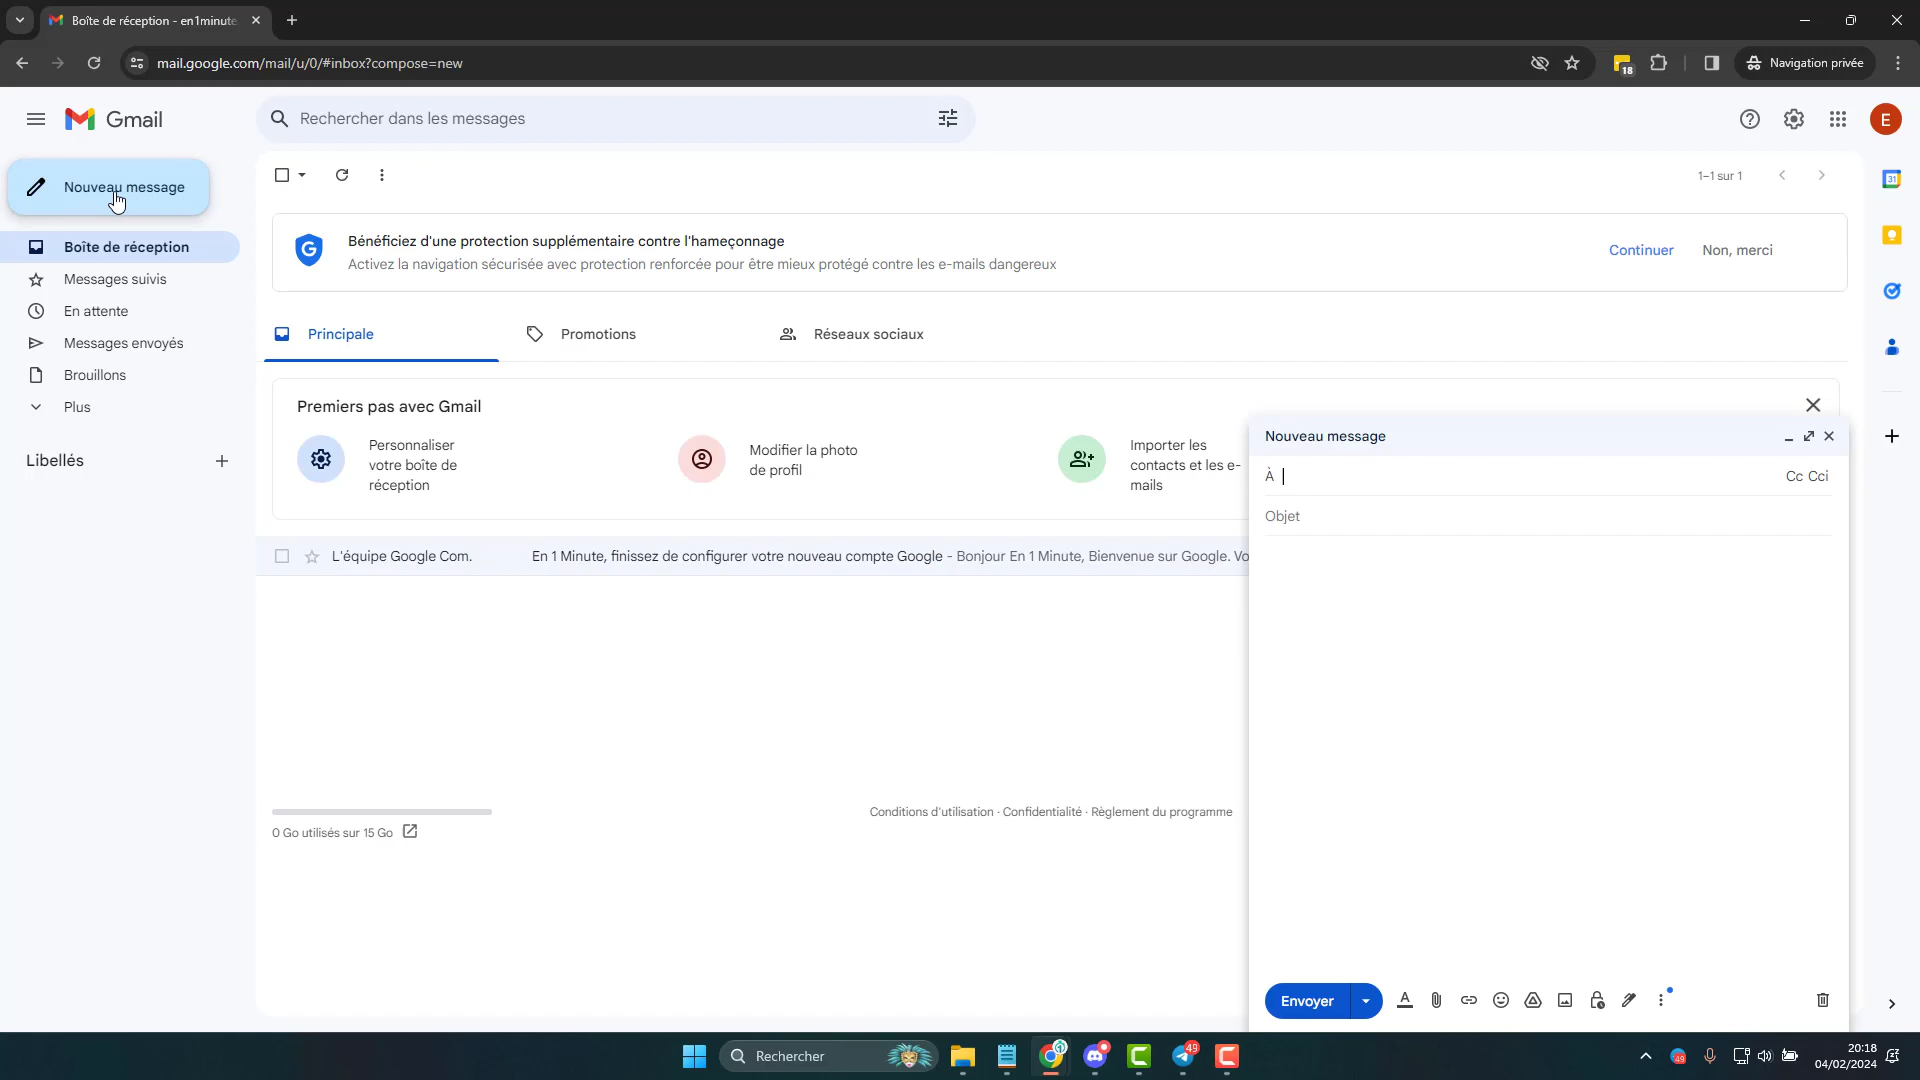 Boîte de réception - en1minute
mail.google.com/mail/u/0/#inbox?compose=new
18
Navigation privée
Gmail
Rechercher dans les messages
E
Nouveau message
1–1 sur 1
31
Bénéficiez d'une protection supplémentaire contre l'hameçonnage
Activez la navigation sécurisée avec protection renforcée pour être mieux protégé contre les e-mails dangereux
Continuer
Non, merci
Boîte de réception
Messages suivis
En attente
Messages envoyés
Brouillons
Plus
Libellés
Principale
Promotions
Réseaux sociaux
Premiers pas avec Gmail
Personnaliser
votre boîte de
réception
Modifier la photo
de profil
Importer les
contacts et les e-
mails
L'équipe Google Com.
En 1 Minute, finissez de configurer votre nouveau compte Google - Bonjour En 1 Minute, Bienvenue sur Google. Vo
Nouveau message
À
Cc Cci
Objet
0 Go utilisés sur 15 Go
Conditions d'utilisation · Confidentialité · Règlement du programme
Envoyer
Rechercher
49
49
20:18
04/02/2024